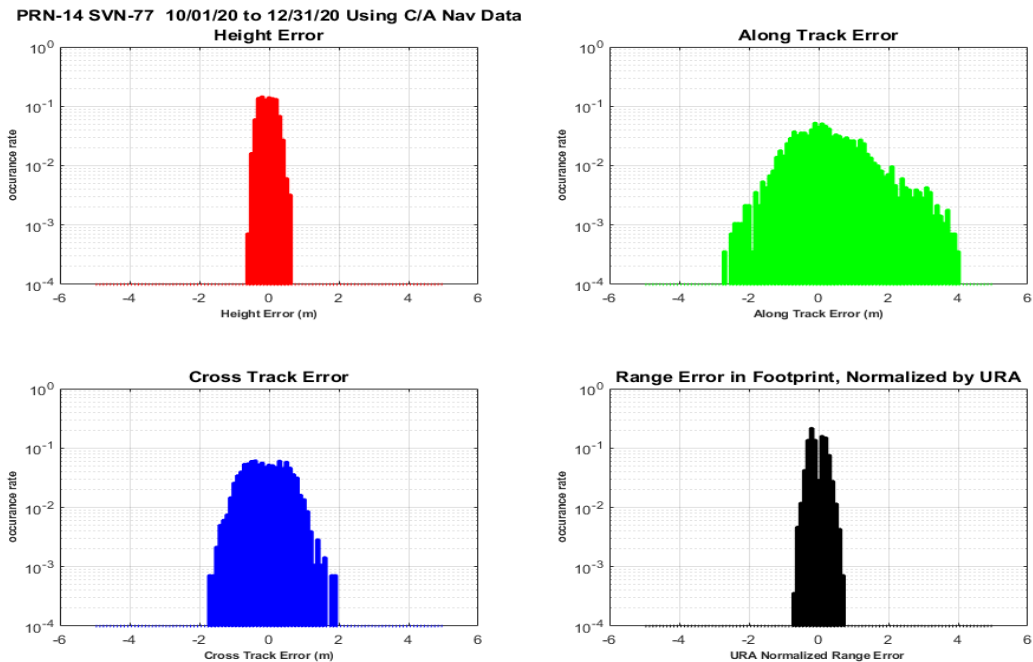 PRN-14 SVN-77 10/01/20 to 12/31/20 Using C/A Nav Data
Height Error
10^0
10^-1
10^-2
10^-3
10^-4
occurance rate
-6 -4 -2 0 2 4 6
Height Error (m)
Along Track Error
10^0
10^-1
10^-2
10^-3
10^-4
occurance rate
-6 -4 -2 0 2 4 6
Along Track Error (m)
Cross Track Error
10^0
10^-1
10^-2
10^-3
10^-4
occurance rate
-6 -4 -2 0 2 4 6
Cross Track Error (m)
Range Error in Footprint, Normalized by URA
10^0
10^-1
10^-2
10^-3
10^-4
occurance rate
-6 -4 -2 0 2 4 6
URA Normalized Range Error